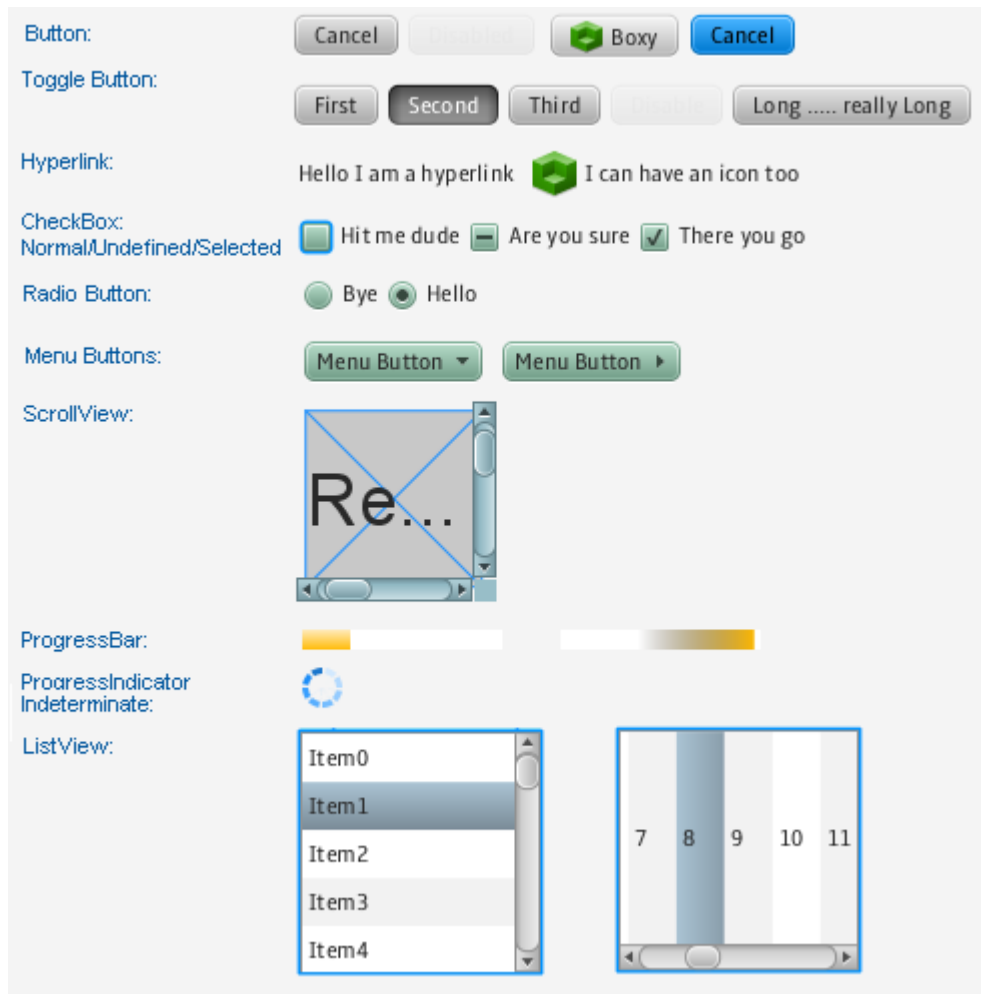 Button:
Cancel Disabled Boxy Cancel
Toggle Button:
First Second Third Disable Long ..... really Long
Hyperlink:
Hello I am a hyperlink I can have an icon too
CheckBox:
Normal/Undefined/Selected
Hit me dude Are you sure There you go
Radio Button:
Bye Hello
Menu Buttons:
Menu Button Menu Button
ScrollView:
Re...
ProgressBar:
ProgressIndicator
Indeterminate:
ListView:
Item0
Item1
Item2
Item3
Item4
7 8 9 10 11